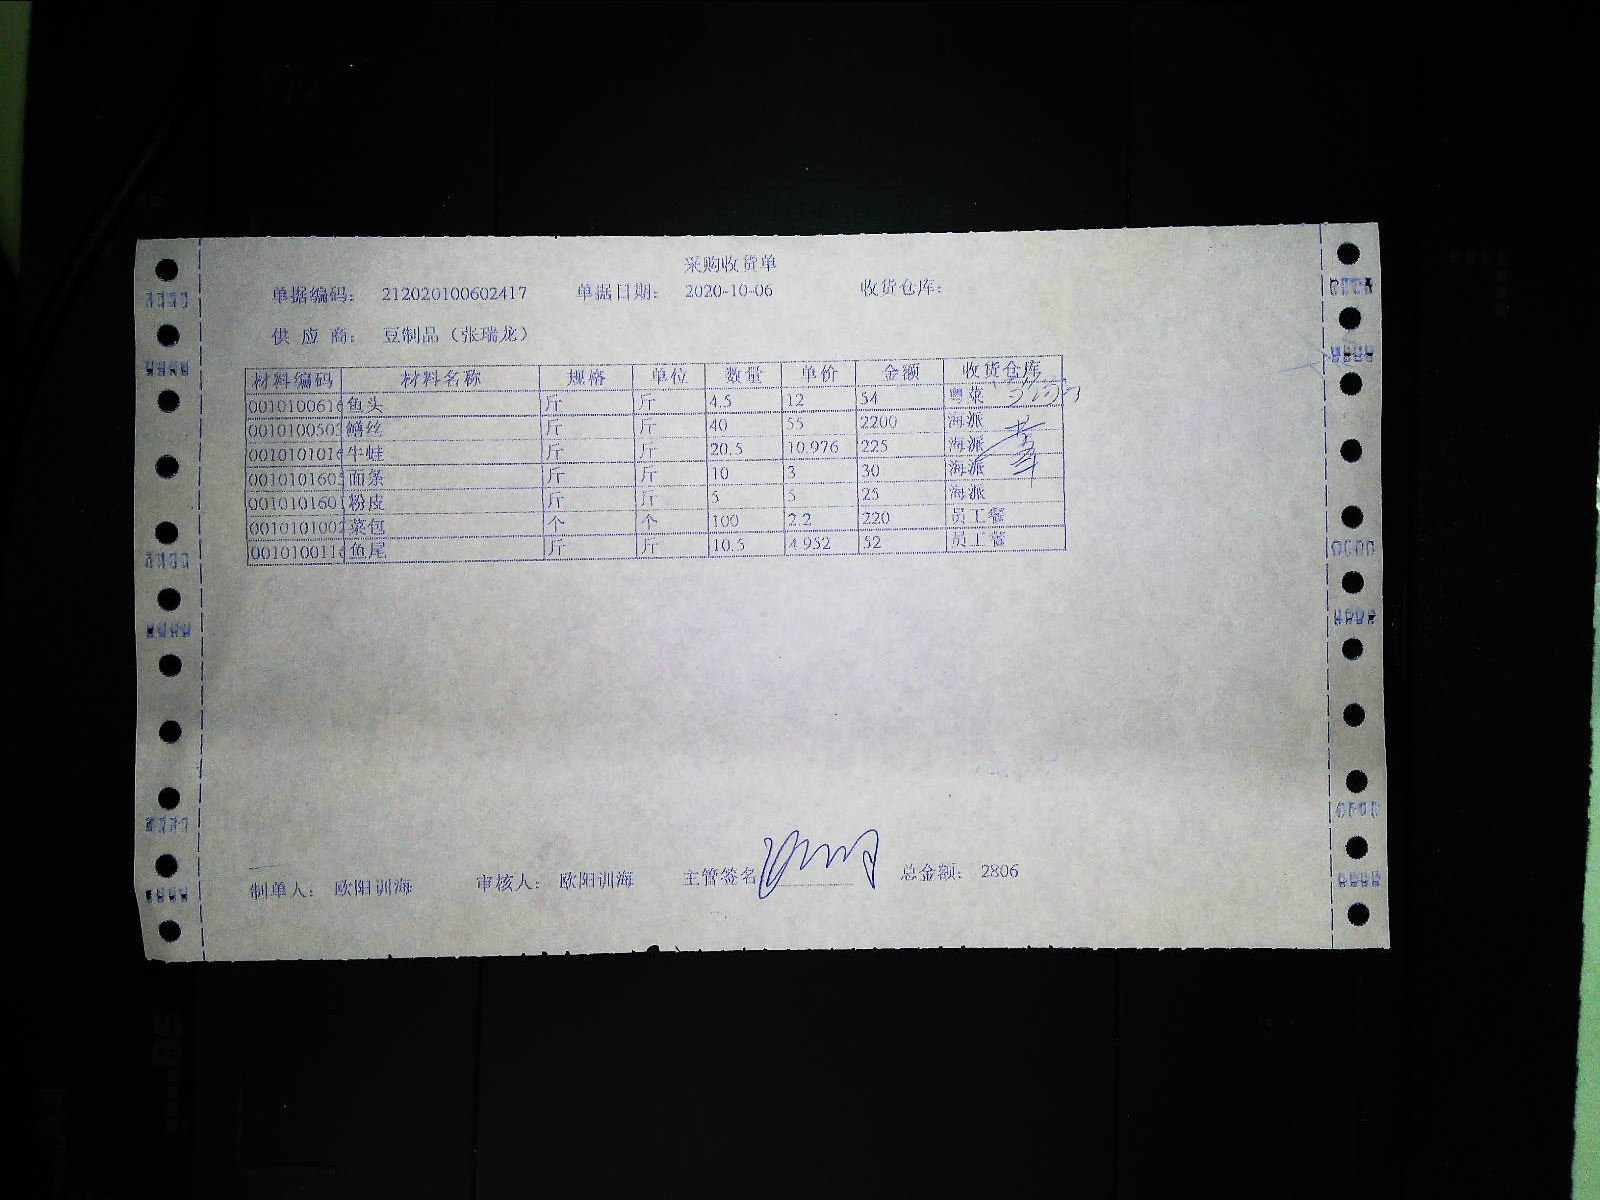 采购收货单
单据编码： 212020100602417 单据日期： 2020-10-06 收货仓库：
供 应 商： 豆制品（张瑞龙）
材料编码 材料名称 规格 单位 数量 单价 金额 收货仓库
0010100616 鱼头 斤 斤 4.5 12 54 粤菜
001010050 鳝丝 斤 斤 40 55 2200 海派
0010101016 牛蛙 斤 斤 20.5 10.976 225 海派
001010160 面条 斤 斤 10 3 30 海派
001010160 粉皮 斤 斤 5 5 25 海派
001010100 菜包 个 个 100 2.2 220 员工餐
001010011 鱼尾 斤 斤 10.5 4.952 52 员工餐
制单人： 欧阳训海 审核人： 欧阳训海 主管签名 总金额： 2806